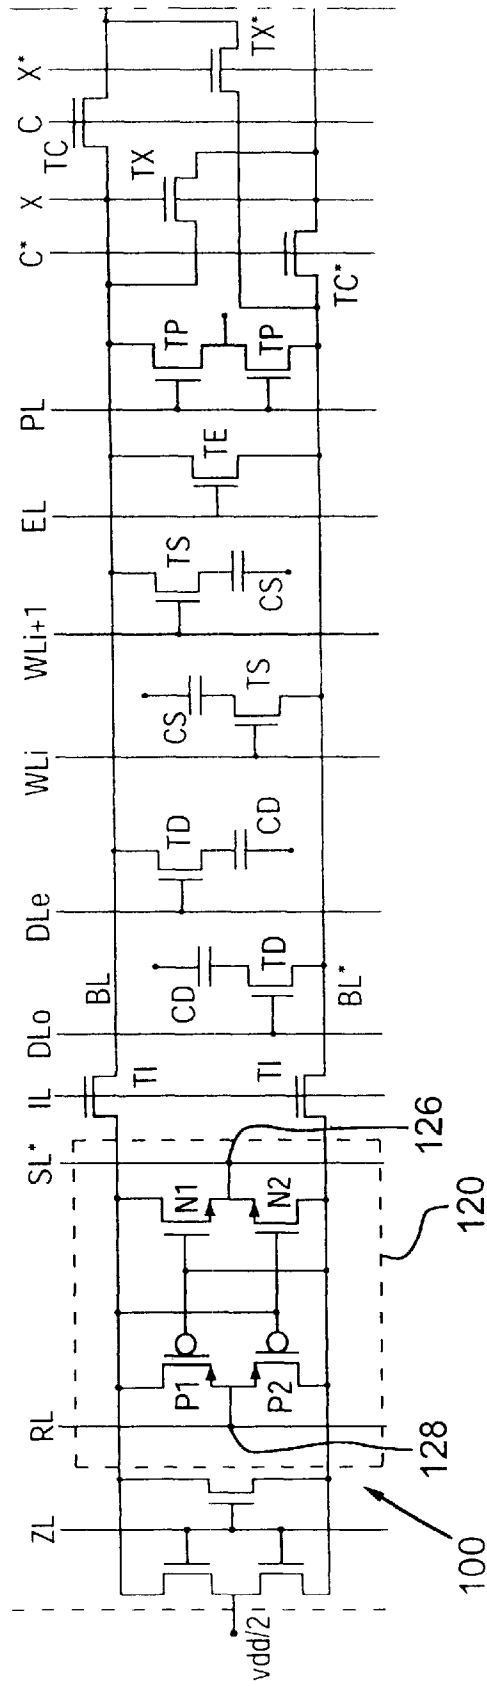 ZL
RL
SL*
IL
DLo
DLe
WLi
WLi+1
EL
PL
C*
X
C
X*
BL
TI
TD
CD
TS
CS
TE
TP
TP
TC
TX
TX*
TC*
CD
TD
CS
TS
TI
BL*
P1
P2
N1
N2
vdd/2
100
128
120
126